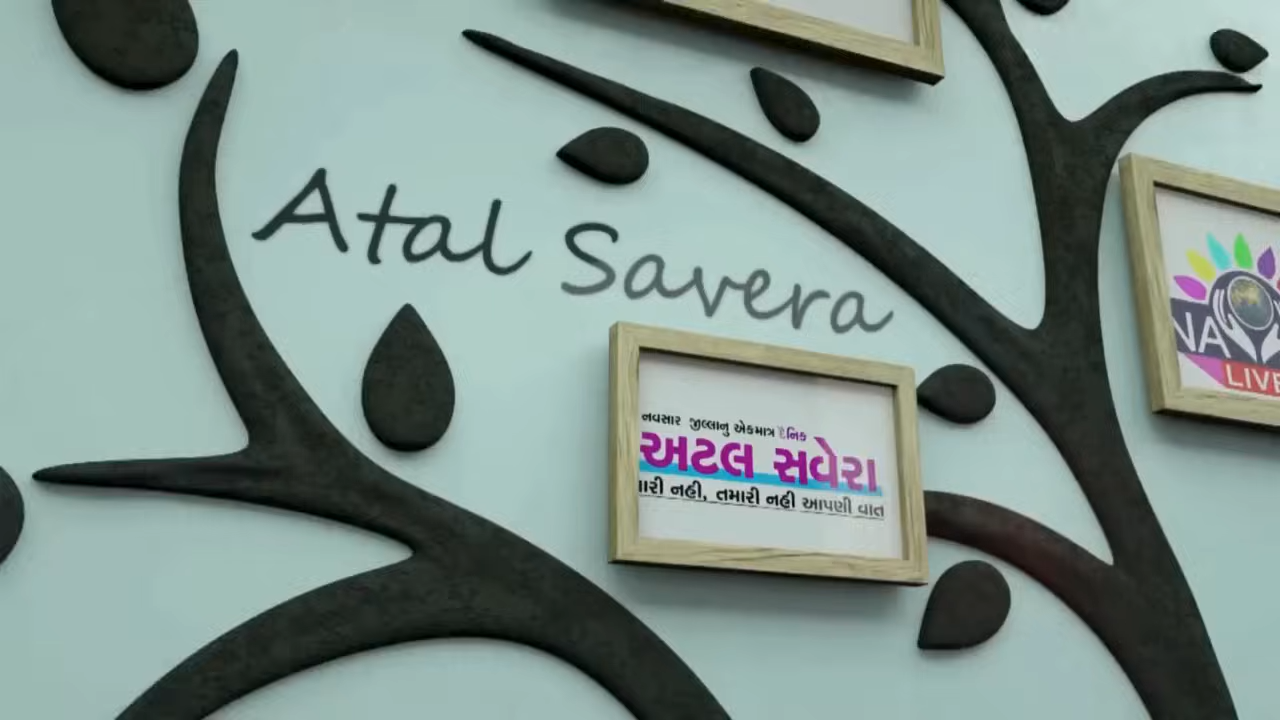 Atal Savera
નવસાર જીલ્લાનુ એકમાત્ર દૈનિક
અટલ સવેરા
નહી, તમારી નહી આપણી વાત
LIVE